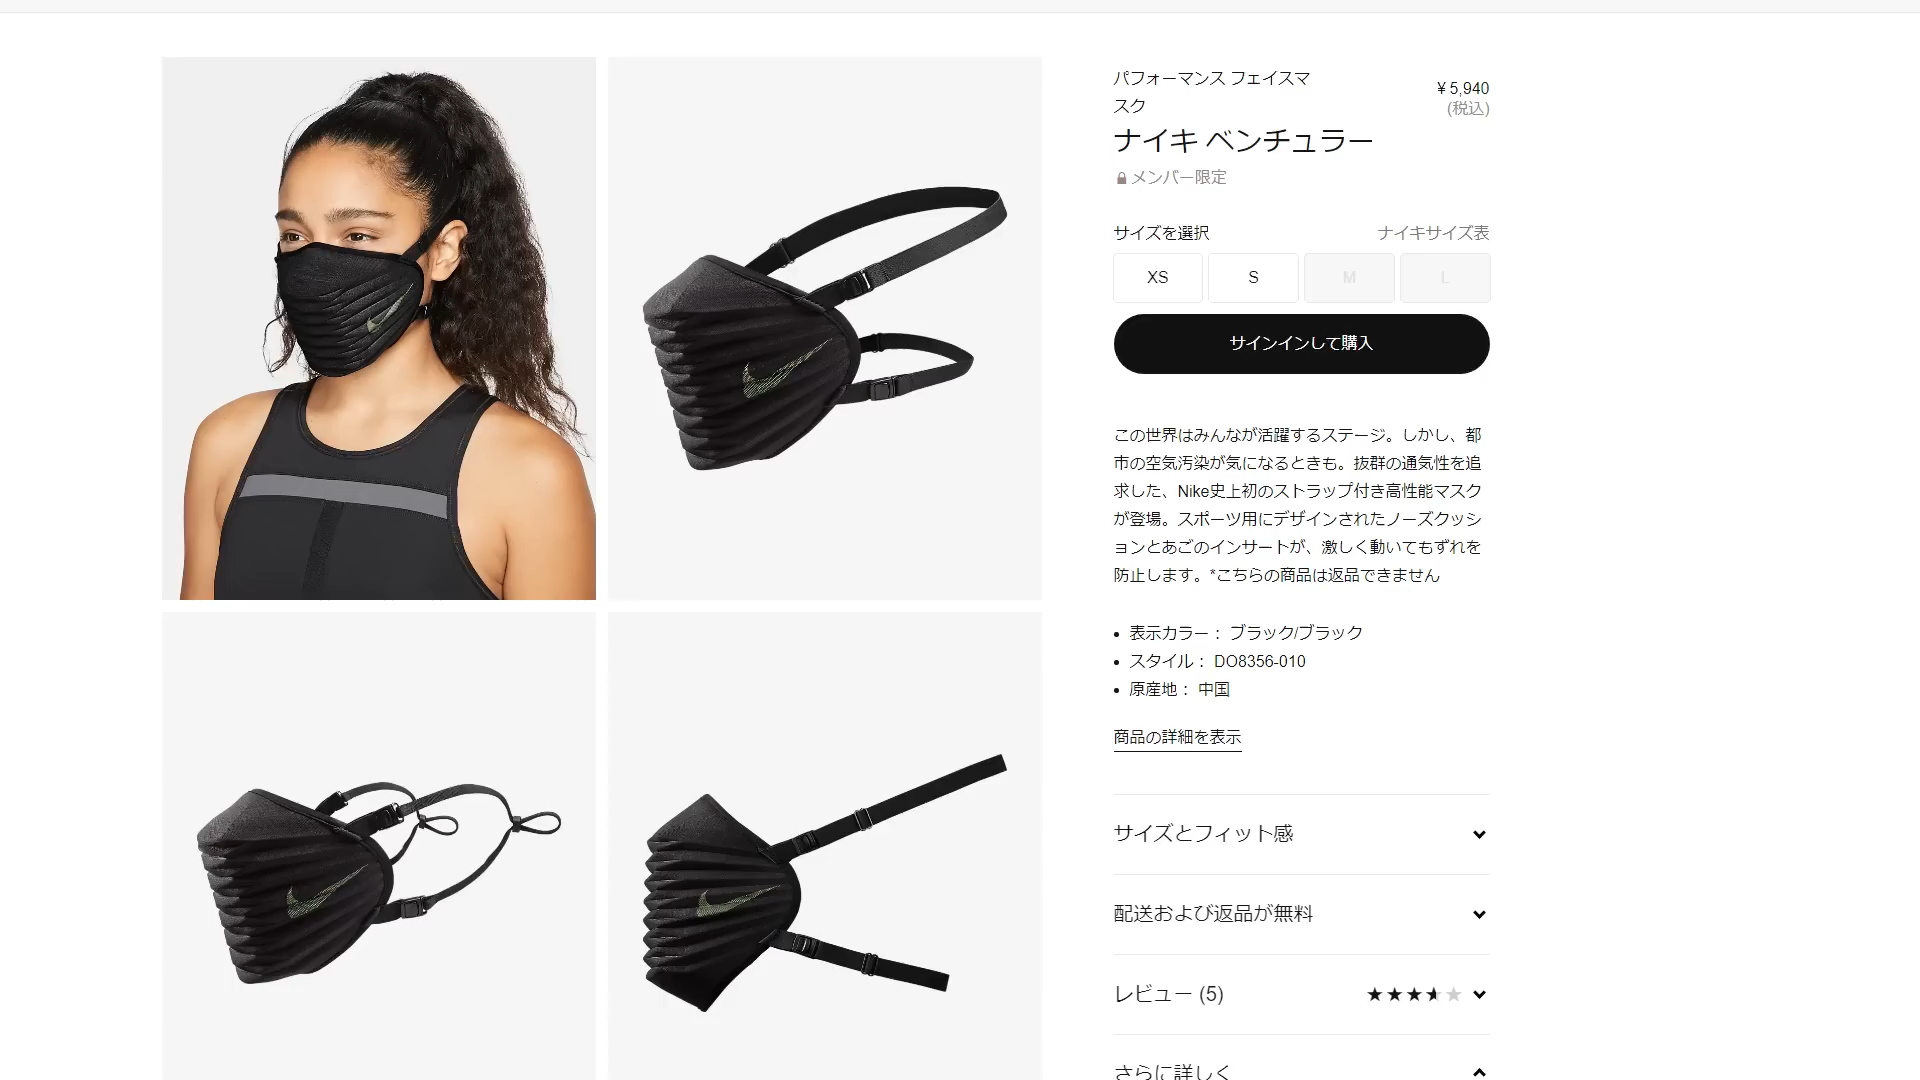 パフォーマンス フェイスマ
スク
¥ 5,940
(税込)
ナイキ ベンチュラー
メンバー限定
サイズを選択
ナイキサイズ表
XS
S
M
L
サインインして購入
この世界はみんなが活躍するステージ。しかし、都
市の空気汚染が気になるときも。抜群の通気性を追
求した、Nike史上初のストラップ付き高性能マスク
が登場。スポーツ用にデザインされたノーズクッシ
ョンとあごのインサートが、激しく動いてもずれを
防止します。*こちらの商品は返品できません
表示カラー： ブラック/ブラック
スタイル： DO8356-010
原産地： 中国
商品の詳細を表示
サイズとフィット感
配送および返品が無料
レビュー (5)
さらに詳しく